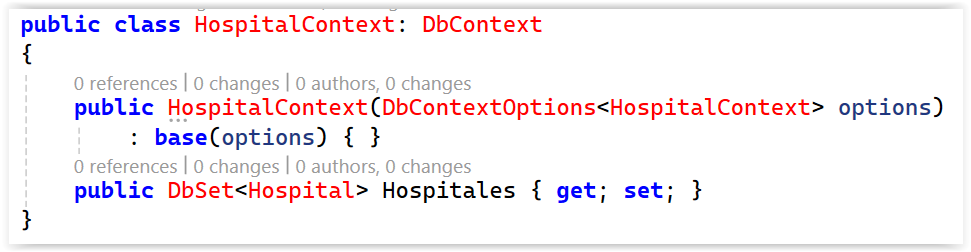 public class HospitalContext: DbContext
{
0 references | 0 changes | 0 authors, 0 changes
public HospitalContext(DbContextOptions<HospitalContext> options)
: base(options) { }
0 references | 0 changes | 0 authors, 0 changes
public DbSet<Hospital> Hospitales { get; set; }
}